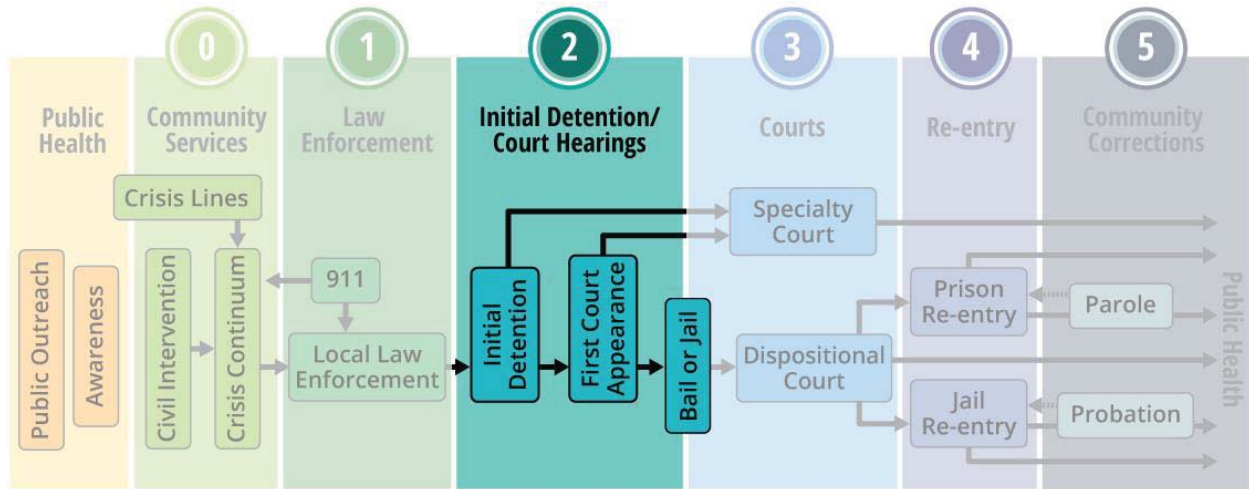 0
1
2
3
4
5
Public
Health
Community
Services
Law
Enforcement
Initial Detention/
Court Hearings
Courts
Re-entry
Community
Corrections
Crisis Lines
Public Outreach
Awareness
Civil Intervention
Crisis Continuum
911
Local Law
Enforcement
Initial
Detention
First Court
Appearance
Bail or Jail
Specialty
Court
Dispositional
Court
Prison
Re-entry
Jail
Re-entry
Parole
Probation
Public Health